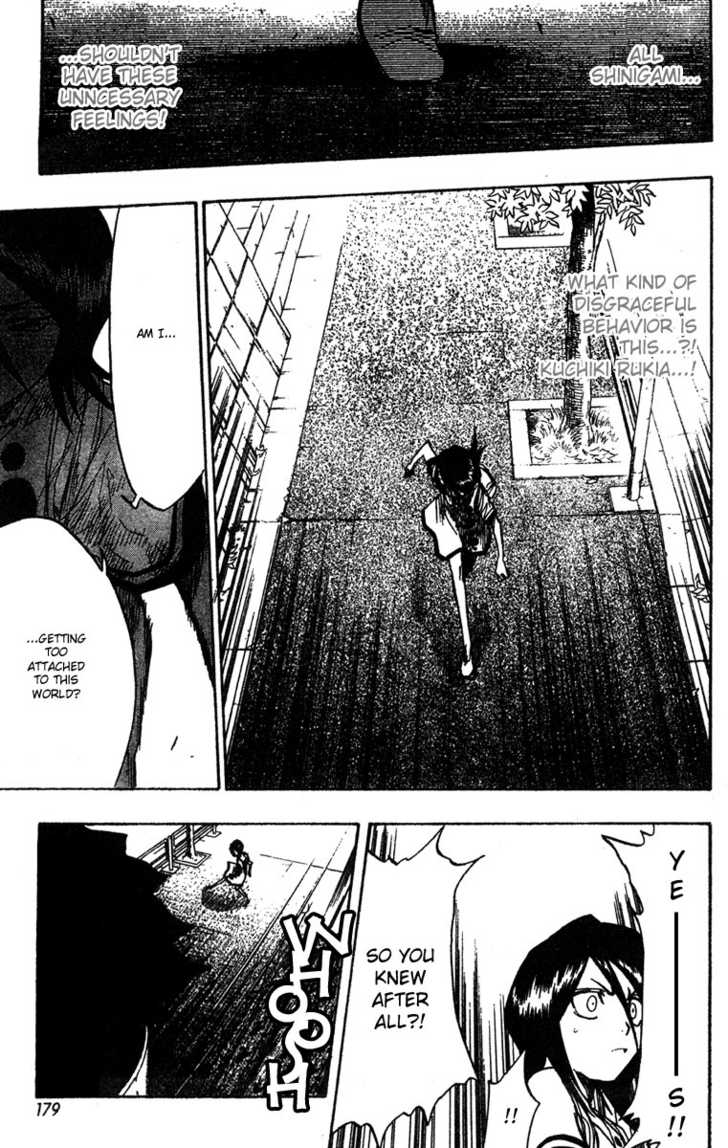 ALL
SHINIGAMI...
...SHOULDN'T
HAVE THESE
UNNCESSARY
FEELINGS!
WHAT KIND OF
DISGRACEFUL
BEHAVIOR IS
THIS...?!
KUCHIKI RUKIA...!
AM I...
...GETTING
TOO
ATTACHED
TO THIS
WORLD?
YE—S!!
SO YOU
KNEW
AFTER
ALL?!
!!
WHOOSH
179